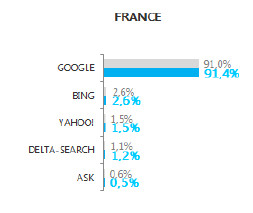 FRANCE
GOOGLE
91,0%
91,4%
BING
2,6%
2,6%
YAHOO!
1,5%
1,5%
DELTA-SEARCH
1,1%
1,2%
ASK
0,6%
0,5%